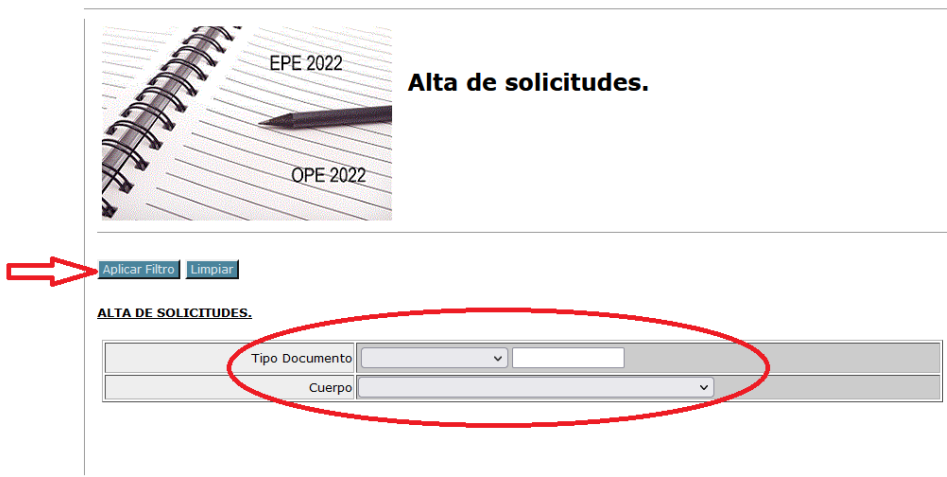 EPE 2022
Alta de solicitudes.
OPE 2022
Aplicar Filtro Limpiar
ALTA DE SOLICITUDES.
Tipo Documento
Cuerpo